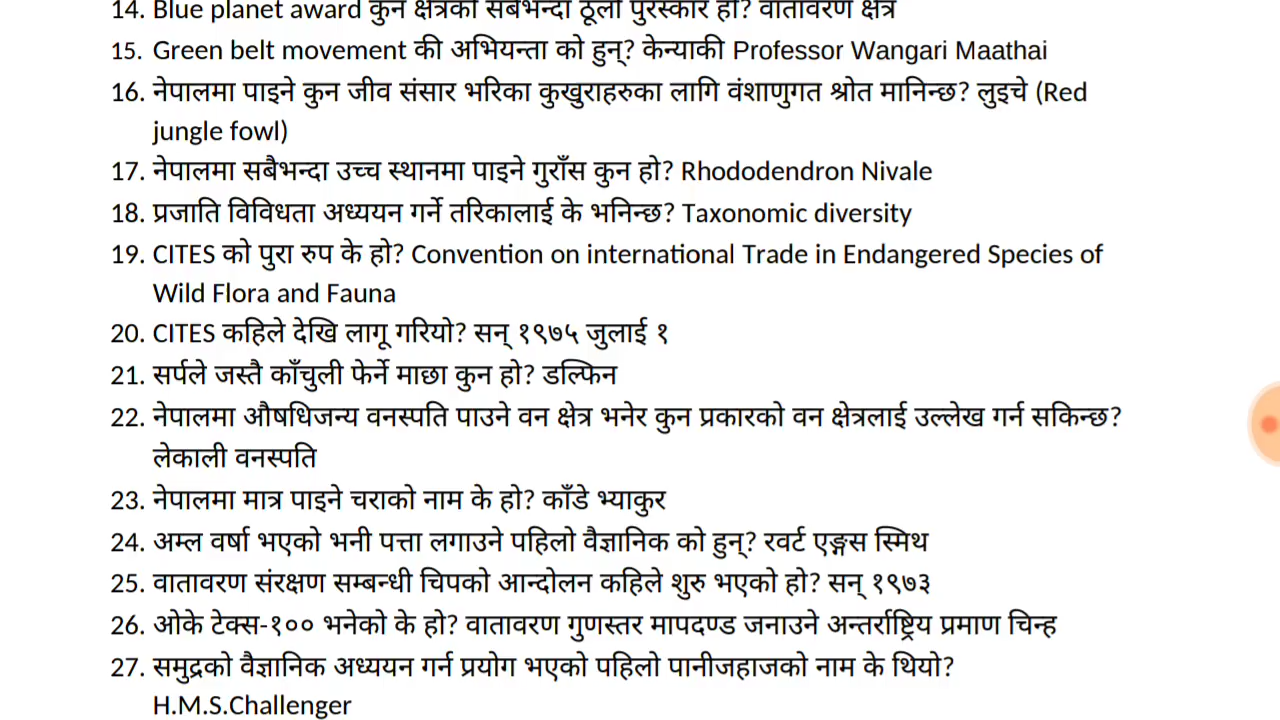 14. Blue planet award कुन क्षेत्रको सबैभन्दा ठूलो पुरस्कार हो? वातावरण क्षेत्र
15. Green belt movement की अभियन्ता को हुन्? केन्याकी Professor Wangari Maathai
16. नेपालमा पाइने कुन जीव संसार भरिका कुखुराहरुका लागि वंशाणुगत श्रोत मानिन्छ? लुइचे (Red
jungle fowl)
17. नेपालमा सबैभन्दा उच्च स्थानमा पाइने गुराँस कुन हो? Rhododendron Nivale
18. प्रजाति विविधता अध्ययन गर्ने तरिकालाई के भनिन्छ? Taxonomic diversity
19. CITES को पुरा रुप के हो? Convention on international Trade in Endangered Species of
Wild Flora and Fauna
20. CITES कहिले देखि लागू गरियो? सन् १९७५ जुलाई १
21. सर्पले जस्तै काँचुली फेर्ने माछा कुन हो? डल्फिन
22. नेपालमा औषधिजन्य वनस्पति पाउने वन क्षेत्र भनेर कुन प्रकारको वन क्षेत्रलाई उल्लेख गर्न सकिन्छ?
लेकाली वनस्पति
23. नेपालमा मात्र पाइने चराको नाम के हो? काँडे भ्याकुर
24. अम्ल वर्षा भएको भनी पत्ता लगाउने पहिलो वैज्ञानिक को हुन्? रवर्ट एङ्गस स्मिथ
25. वातावरण संरक्षण सम्बन्धी चिपको आन्दोलन कहिले शुरु भएको हो? सन् १९७३
26. ओके टेक्स-१०० भनेको के हो? वातावरण गुणस्तर मापदण्ड जनाउने अन्तर्राष्ट्रिय प्रमाण चिन्ह
27. समुद्रको वैज्ञानिक अध्ययन गर्न प्रयोग भएको पहिलो पानीजहाजको नाम के थियो?
H.M.S.Challenger